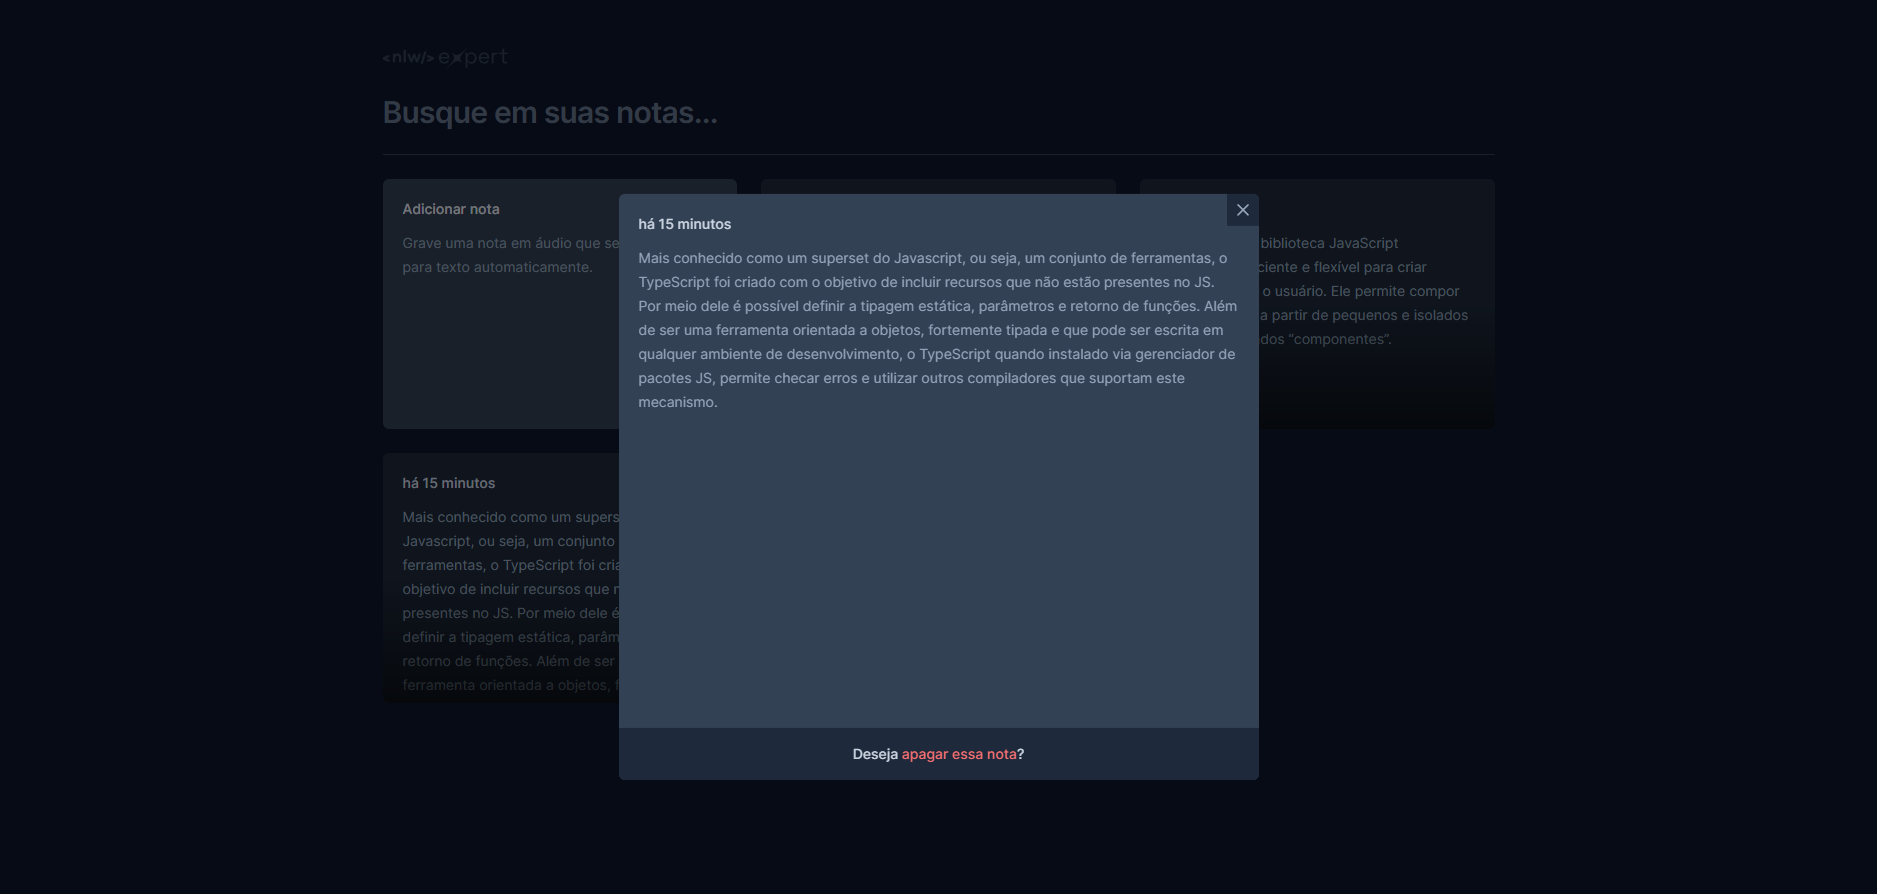 <nlw/> expert
Busque em suas notas...
Adicionar nota
Grave uma nota em áudio que se
para texto automaticamente.
biblioteca JavaScript
ciente e flexível para criar
o usuário. Ele permite compor
a partir de pequenos e isolados
dos “componentes”.
há 15 minutos
Mais conhecido como um superset do Javascript, ou seja, um conjunto de ferramentas, o
TypeScript foi criado com o objetivo de incluir recursos que não estão presentes no JS.
Por meio dele é possível definir a tipagem estática, parâmetros e retorno de funções. Além
de ser uma ferramenta orientada a objetos, fortemente tipada e que pode ser escrita em
qualquer ambiente de desenvolvimento, o TypeScript quando instalado via gerenciador de
pacotes JS, permite checar erros e utilizar outros compiladores que suportam este
mecanismo.
Deseja apagar essa nota?
há 15 minutos
Mais conhecido como um supers
Javascript, ou seja, um conjunto
ferramentas, o TypeScript foi cria
objetivo de incluir recursos que n
presentes no JS. Por meio dele é
definir a tipagem estática, parâm
retorno de funções. Além de ser
ferramenta orientada a objetos, f